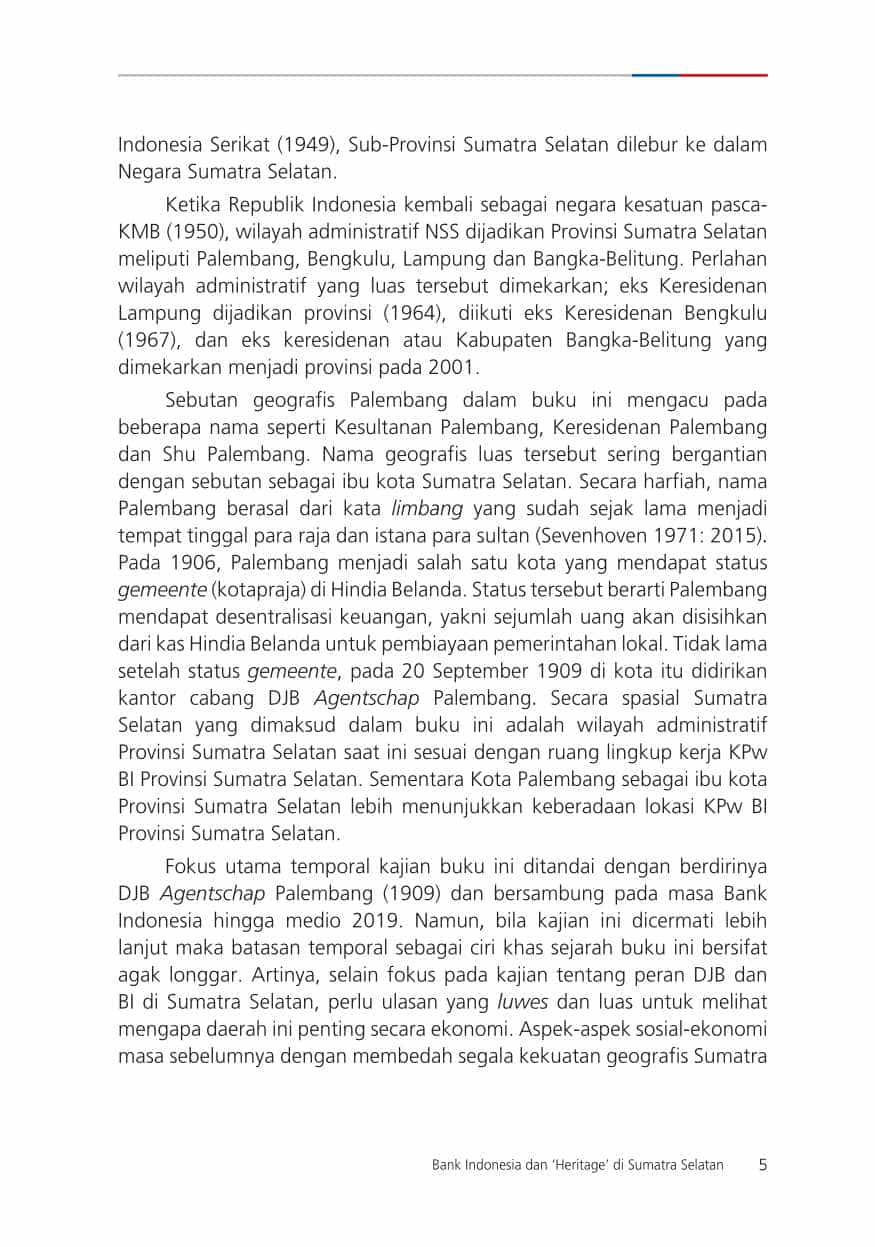 Indonesia Serikat (1949), Sub-Provinsi Sumatra Selatan dilebur ke dalam
Negara Sumatra Selatan.
Ketika Republik Indonesia kembali sebagai negara kesatuan pasca-
KMB (1950), wilayah administratif NSS dijadikan Provinsi Sumatra Selatan
meliputi Palembang, Bengkulu, Lampung dan Bangka-Belitung. Perlahan
wilayah administratif yang luas tersebut dimekarkan; eks Keresidenan
Lampung dijadikan provinsi (1964), diikuti eks Keresidenan Bengkulu
(1967), dan eks keresidenan atau Kabupaten Bangka-Belitung yang
dimekarkan menjadi provinsi pada 2001.
Sebutan geografis Palembang dalam buku ini mengacu pada
beberapa nama seperti Kesultanan Palembang, Keresidenan Palembang
dan Shu Palembang. Nama geografis luas tersebut sering bergantian
dengan sebutan sebagai ibu kota Sumatra Selatan. Secara harfiah, nama
Palembang berasal dari kata limbang yang sudah sejak lama menjadi
tempat tinggal para raja dan istana para sultan (Sevenhoven 1971: 2015).
Pada 1906, Palembang menjadi salah satu kota yang mendapat status
gemeente (kotapraja) di Hindia Belanda. Status tersebut berarti Palembang
mendapat desentralisasi keuangan, yakni sejumlah uang akan disisihkan
dari kas Hindia Belanda untuk pembiayaan pemerintahan lokal. Tidak lama
setelah status gemeente, pada 20 September 1909 di kota itu didirikan
kantor cabang DJB Agentschap Palembang. Secara spasial Sumatra
Selatan yang dimaksud dalam buku ini adalah wilayah administratif
Provinsi Sumatra Selatan saat ini sesuai dengan ruang lingkup kerja KPw
BI Provinsi Sumatra Selatan. Sementara Kota Palembang sebagai ibu kota
Provinsi Sumatra Selatan lebih menunjukkan keberadaan lokasi KPw BI
Provinsi Sumatra Selatan.
Fokus utama temporal kajian buku ini ditandai dengan berdirinya
DJB Agentschap Palembang (1909) dan bersambung pada masa Bank
Indonesia hingga medio 2019. Namun, bila kajian ini dicermati lebih
lanjut maka batasan temporal sebagai ciri khas sejarah buku ini bersifat
agak longgar. Artinya, selain fokus pada kajian tentang peran DJB dan
BI di Sumatra Selatan, perlu ulasan yang luwes dan luas untuk melihat
mengapa daerah ini penting secara ekonomi. Aspek-aspek sosial-ekonomi
masa sebelumnya dengan membedah segala kekuatan geografis Sumatra
Bank Indonesia dan ‘Heritage’ di Sumatra Selatan 5